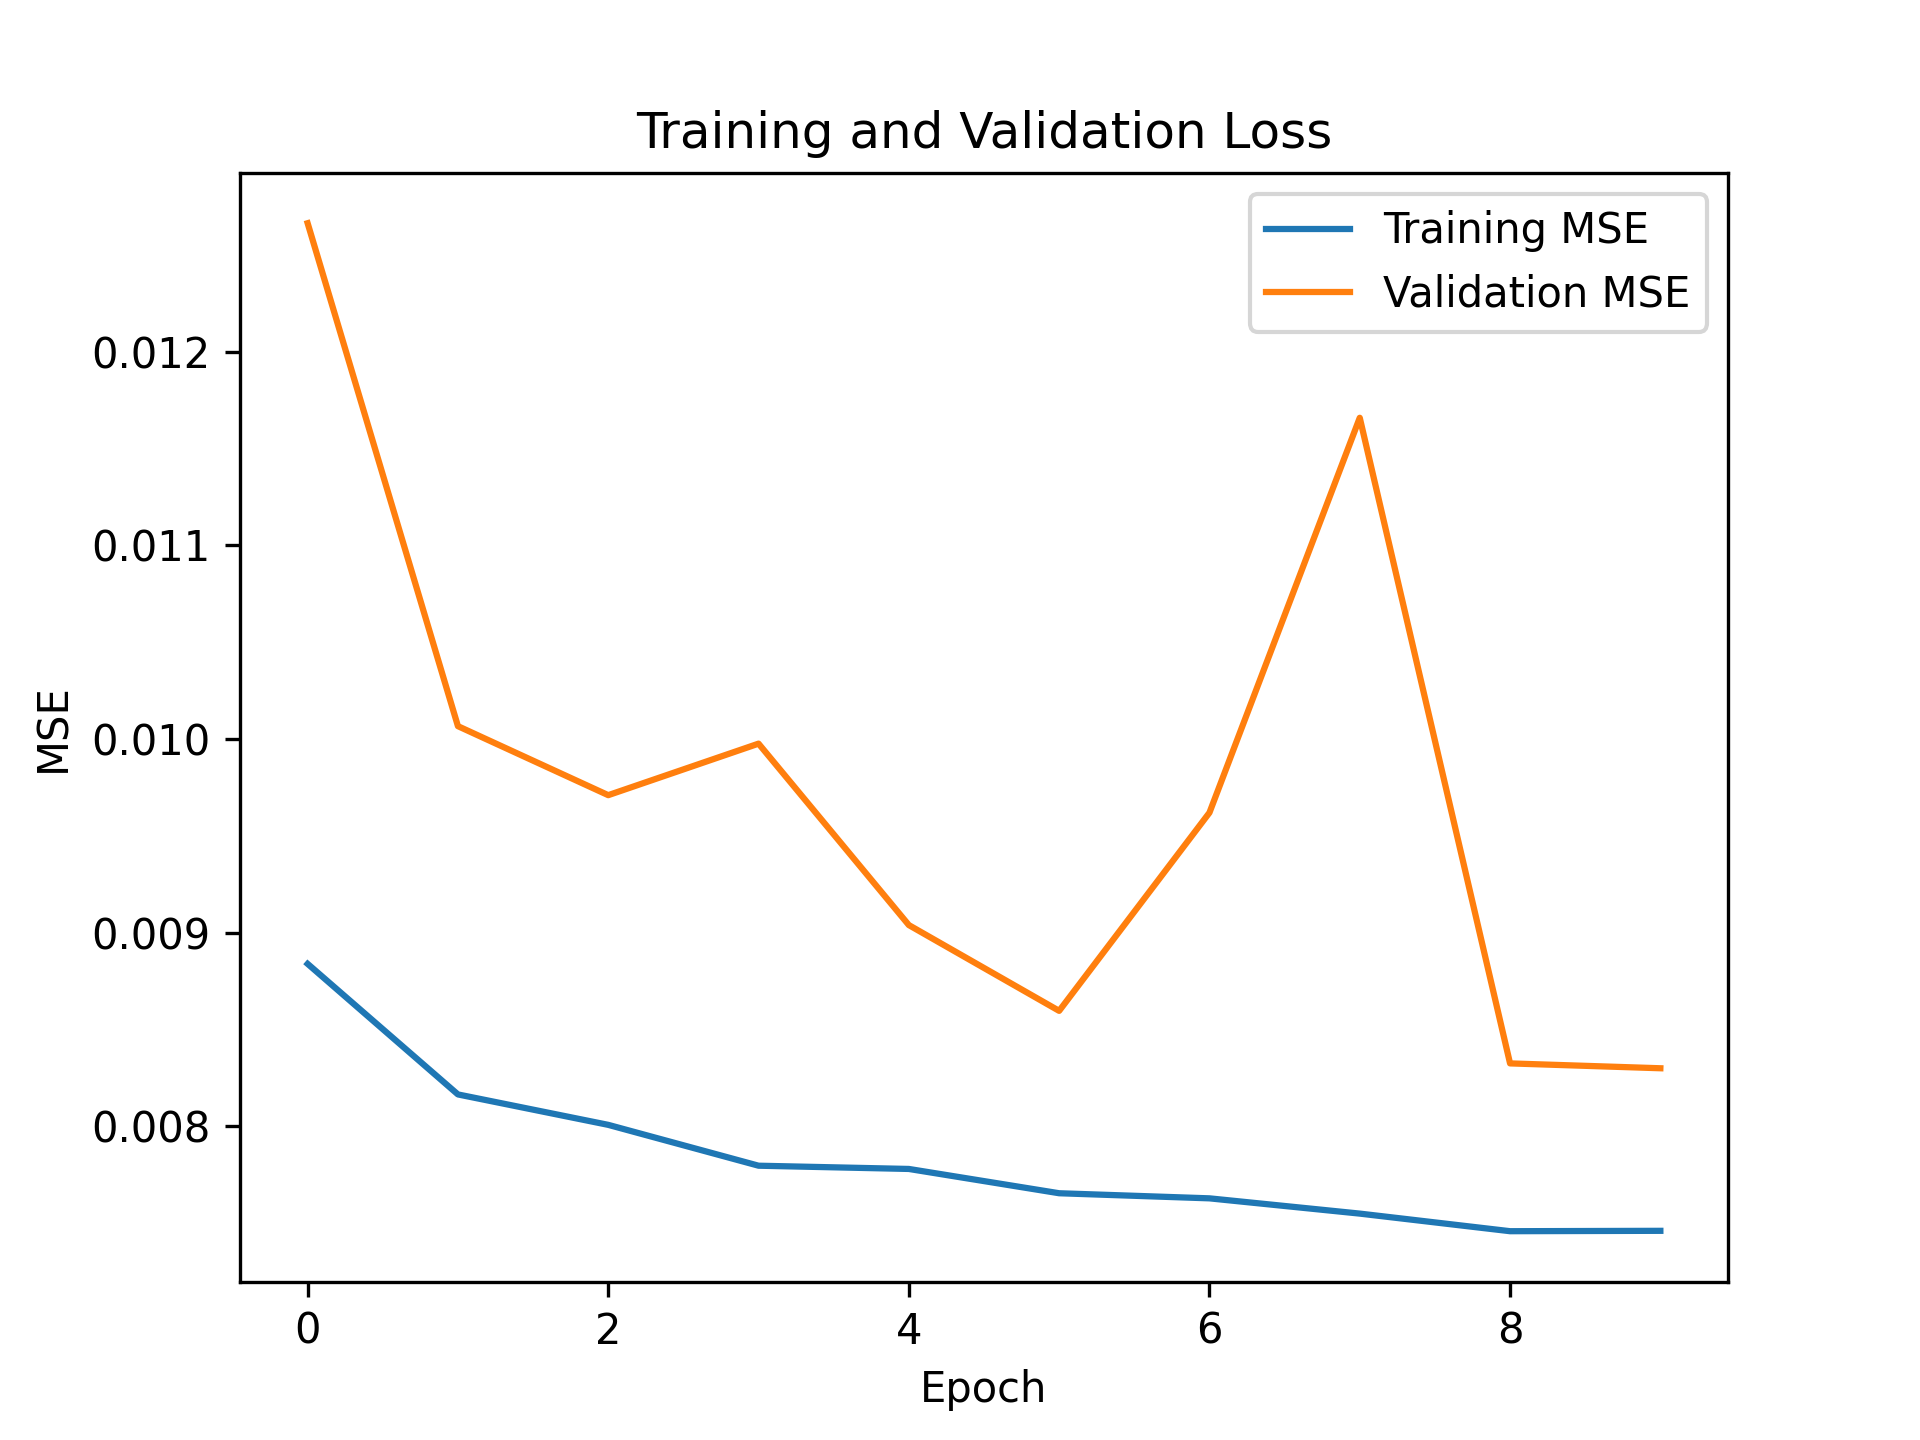 Training and Validation Loss
Training MSE
Validation MSE
0.012
0.011
0.010
0.009
0.008
MSE
0 2 4 6 8
Epoch